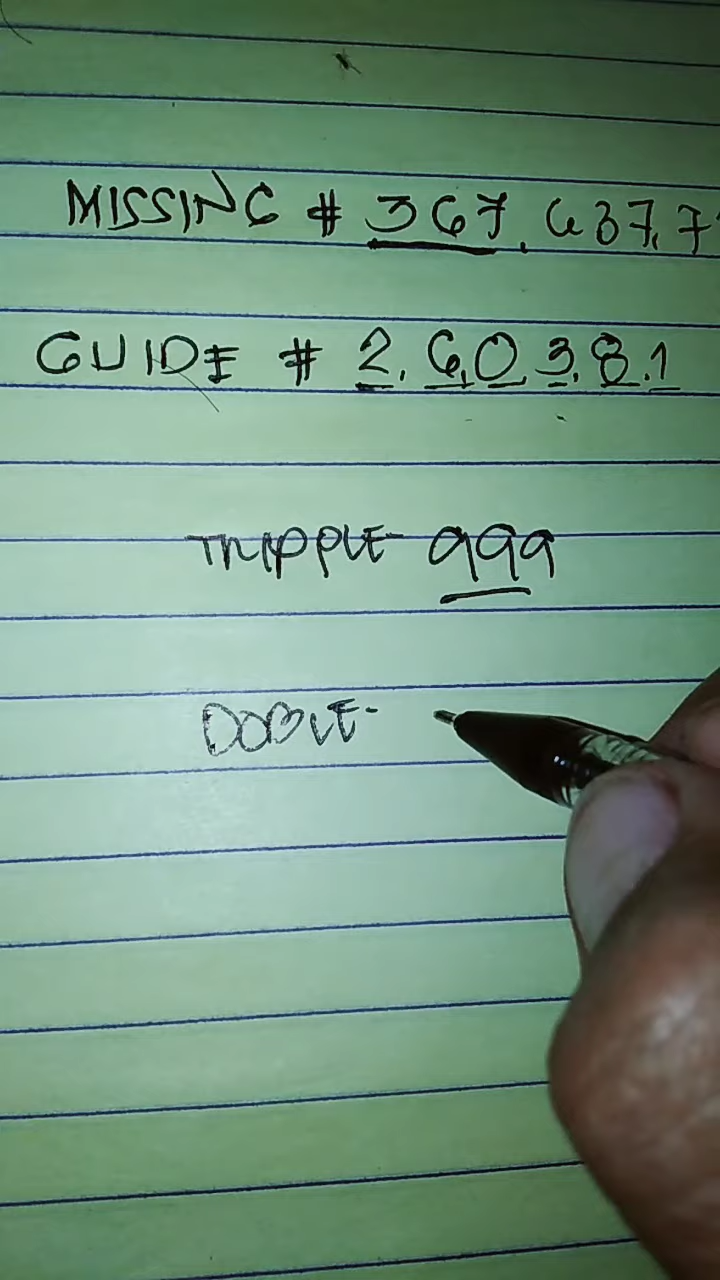 MISSING # 367, 637, 7
GUIDE # 2, 6, 0, 3, 8, 1
TRIPPLE- 999
DOBLE-